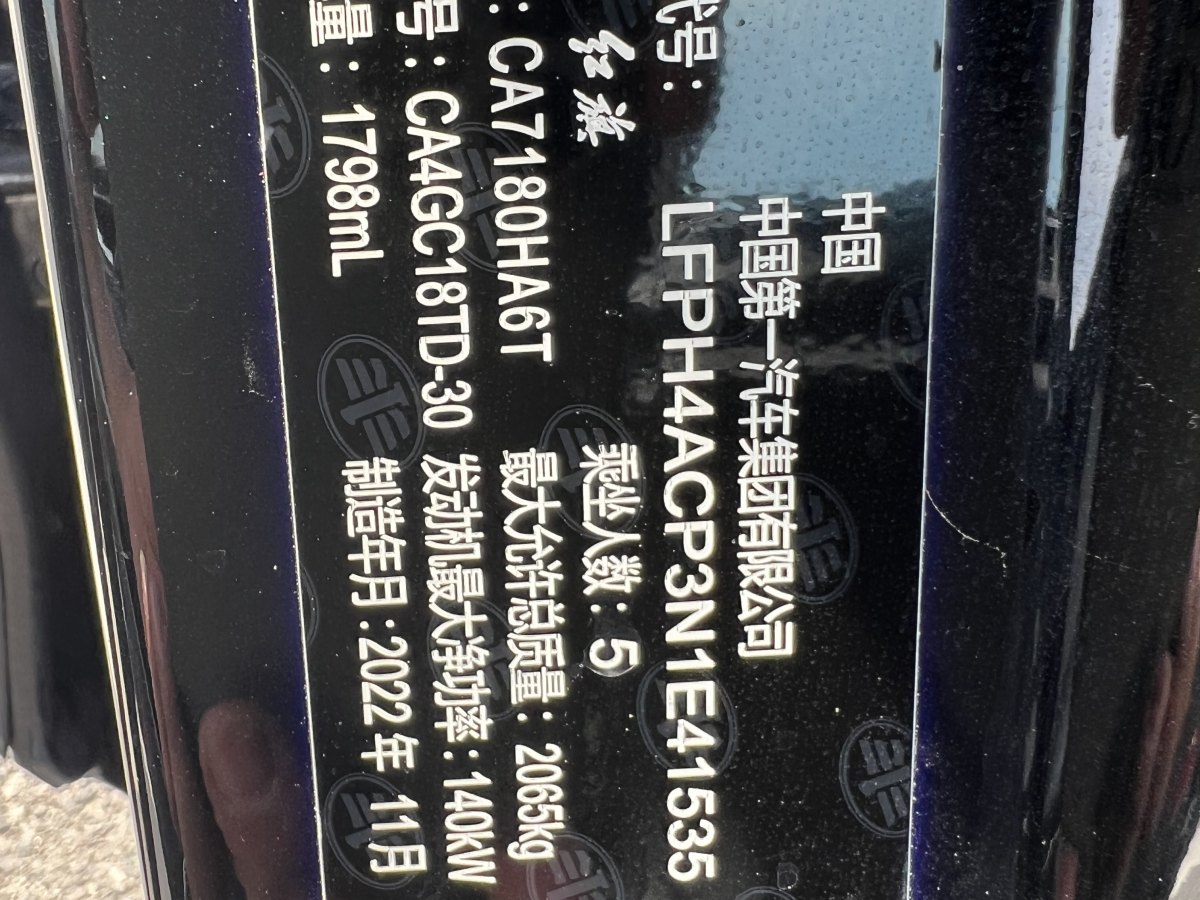 中国
中国第一汽车集团有限公司
代号: LFPH4ACP3N1E41535
红旗 乘坐人数: 5
: CA7180HA6T 最大允许总质量: 2065kg
号: CA4GC18TD-30 发动机最大净功率: 140kW
量: 1798mL 制造年月: 2022年 11月